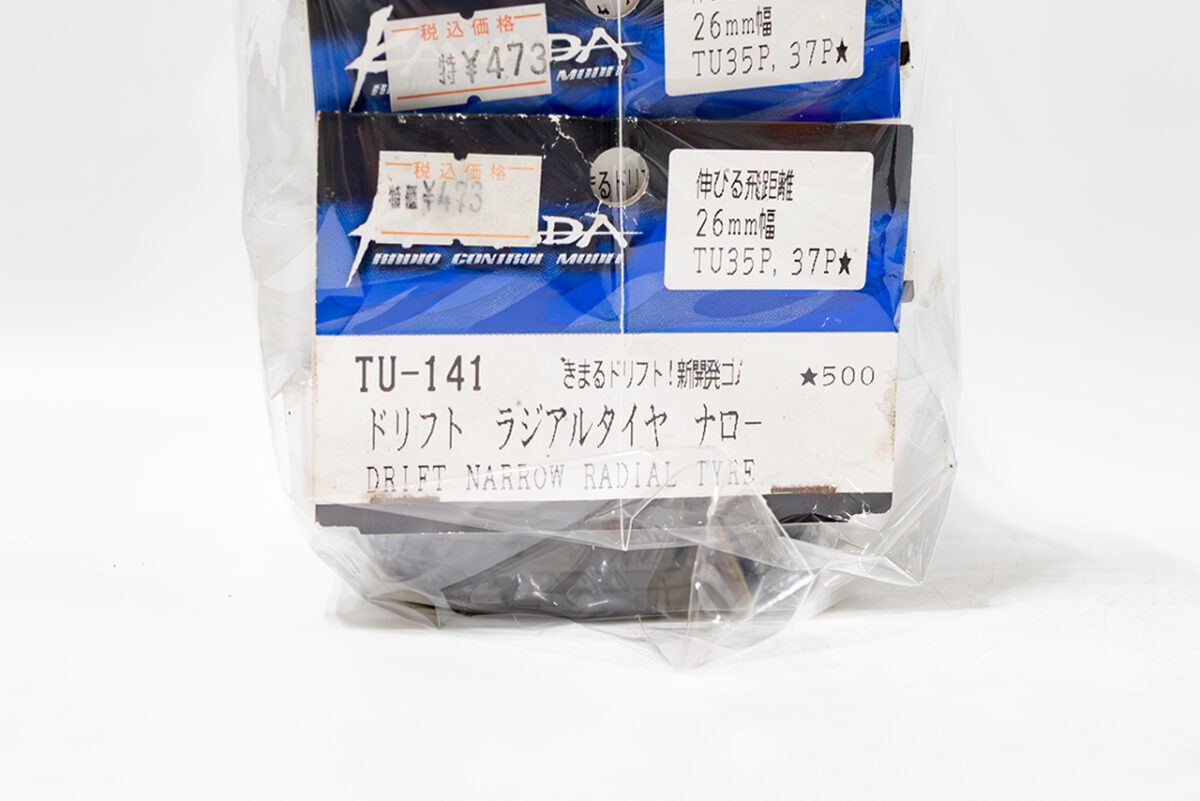 税込価格
特 ¥473
26mm幅
TU35P, 37P★
税込価格
特価 ¥473
RADIO CONTROL MODEL
伸びる飛距離
26mm幅
TU35P, 37P★
TU-141
きまるドリフト!新開発ゴム
★500
ドリフト ラジアルタイヤ ナロー
DRIFT NARROW RADIAL TYRE